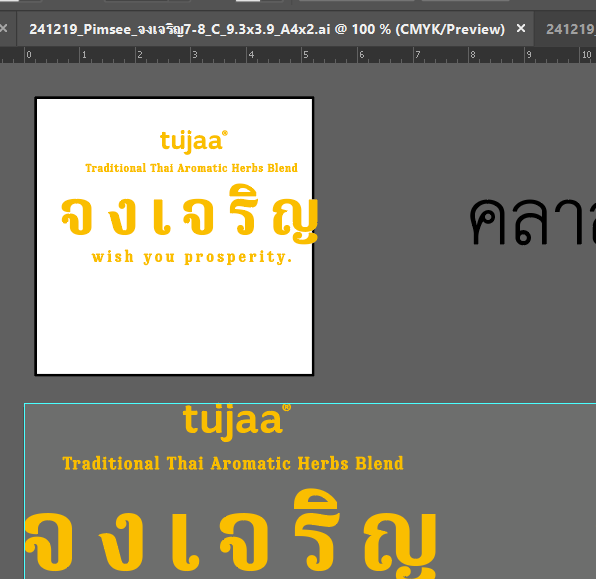 241219_Pimsee_จงเจริญ7-8_C_9.3x3.9_A4x2.ai @ 100 % (CMYK/Preview) × 241219_
0 1 2 3 4 5 6 7 8 9 10
tujaa®
Traditional Thai Aromatic Herbs Blend
จงเจริญ
wish you prosperity.
คลา
tujaa®
Traditional Thai Aromatic Herbs Blend
จงเจริญ